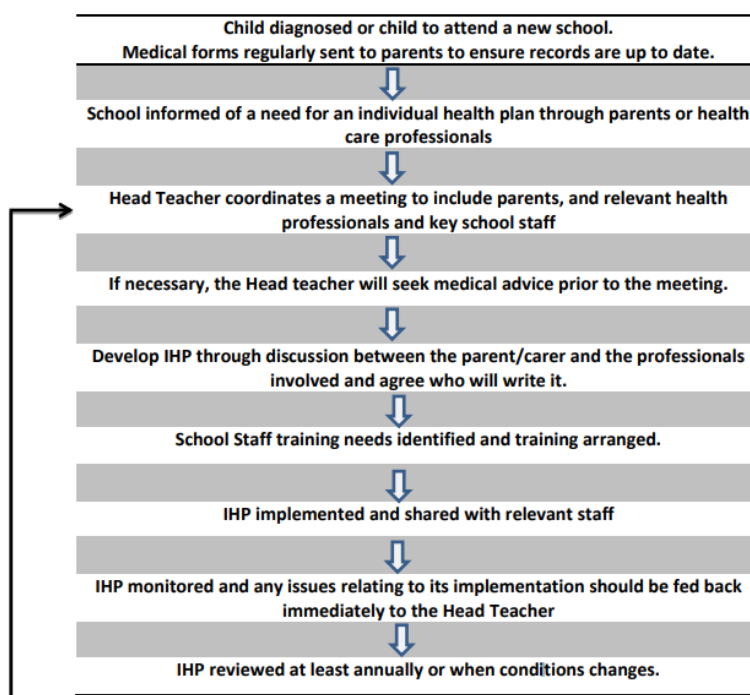 Child diagnosed or child to attend a new school.
Medical forms regularly sent to parents to ensure records are up to date.
School informed of a need for an individual health plan through parents or health
care professionals
Head Teacher coordinates a meeting to include parents, and relevant health
professionals and key school staff
If necessary, the Head teacher will seek medical advice prior to the meeting.
Develop IHP through discussion between the parent/carer and the professionals
involved and agree who will write it.
School Staff training needs identified and training arranged.
IHP implemented and shared with relevant staff
IHP monitored and any issues relating to its implementation should be fed back
immediately to the Head Teacher
IHP reviewed at least annually or when conditions changes.